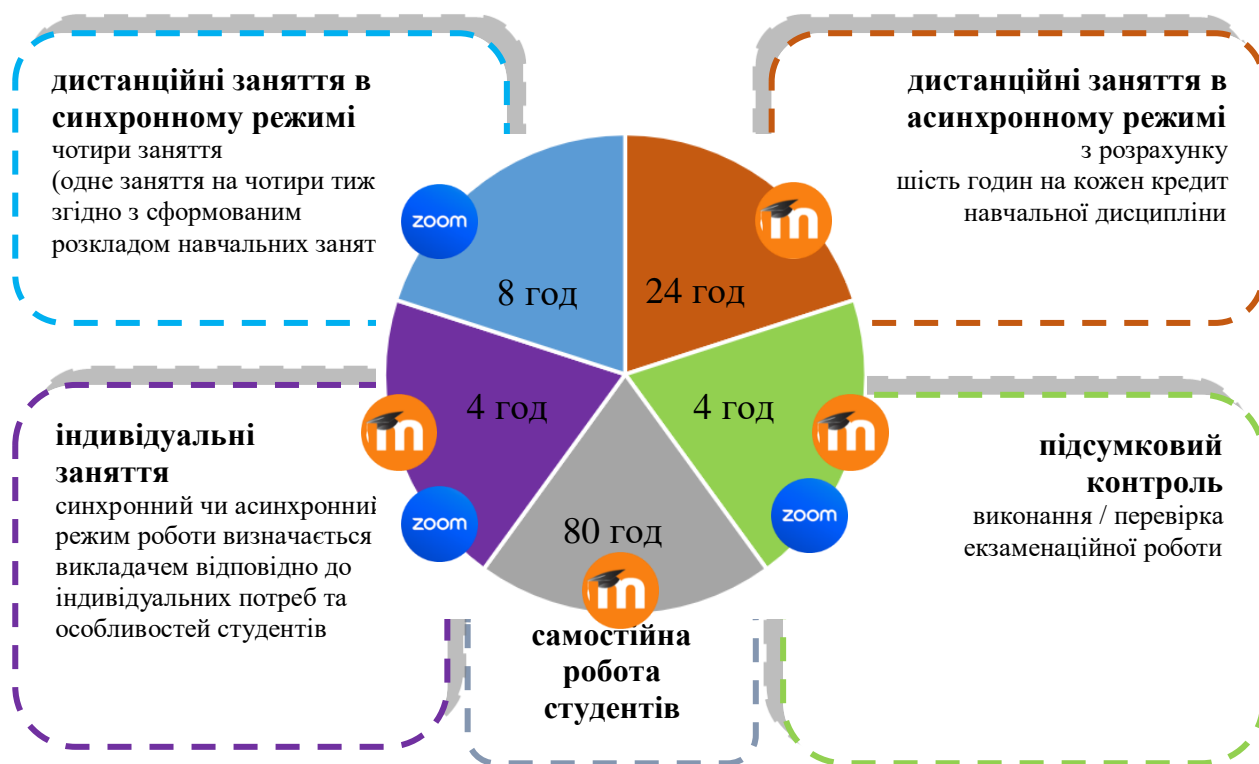 дистанційні заняття в
синхронному режимі
чотири заняття
(одне заняття на чотири тиж
згідно з сформованим
розкладом навчальних занят
дистанційні заняття в
асинхронному режимі
з розрахунку
шість годин на кожен кредит
навчальної дисципліни
zoom
m
8 год
24 год
4 год
4 год
80 год
m
m
zoom
zoom
m
індивідуальні
заняття
синхронний чи асинхронний
режим роботи визначається
викладачем відповідно до
індивідуальних потреб та
особливостей студентів
підсумковий
контроль
виконання / перевірка
екзаменаційної роботи
самостійна
робота
студентів